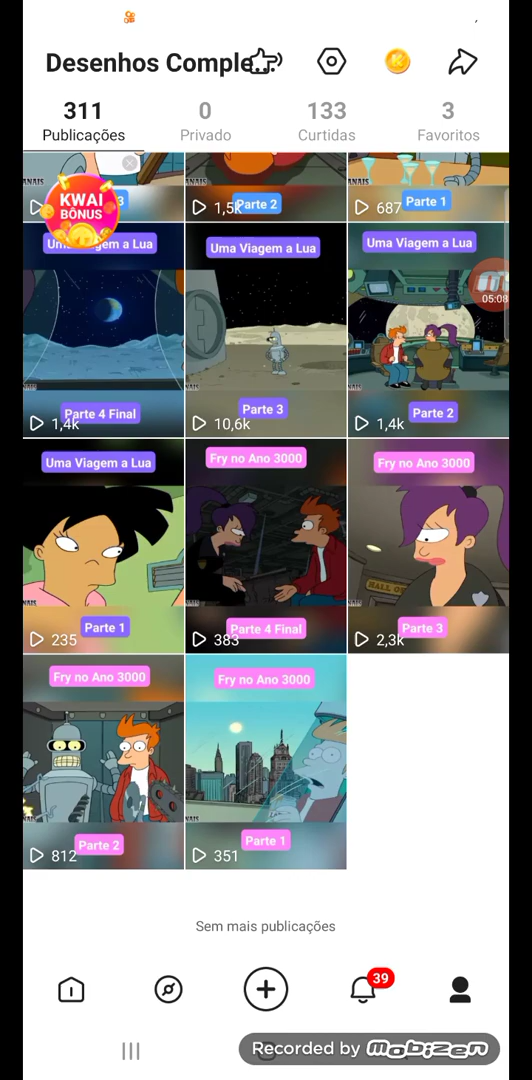 Desenhos Comple
311
0
133
3
Publicações
Privado
Curtidas
Favoritos
ANAIS
3
1,5K
Parte 2
687
Parte 1
KWAI
BÔNUS
Uma Viagem a Lua
Uma Viagem a Lua
Uma Viagem a Lua
05:08
Parte 4 Final
1,4k
Parte 3
10,6k
Parte 2
1,4k
Uma Viagem a Lua
Fry no Ano 3000
Fry no Ano 3000
HALL OF
Parte 1
235
Parte 4 Final
383
Parte 3
2,3k
Fry no Ano 3000
Fry no Ano 3000
Parte 2
812
Parte 1
351
Sem mais publicações
39
Recorded by mobizen